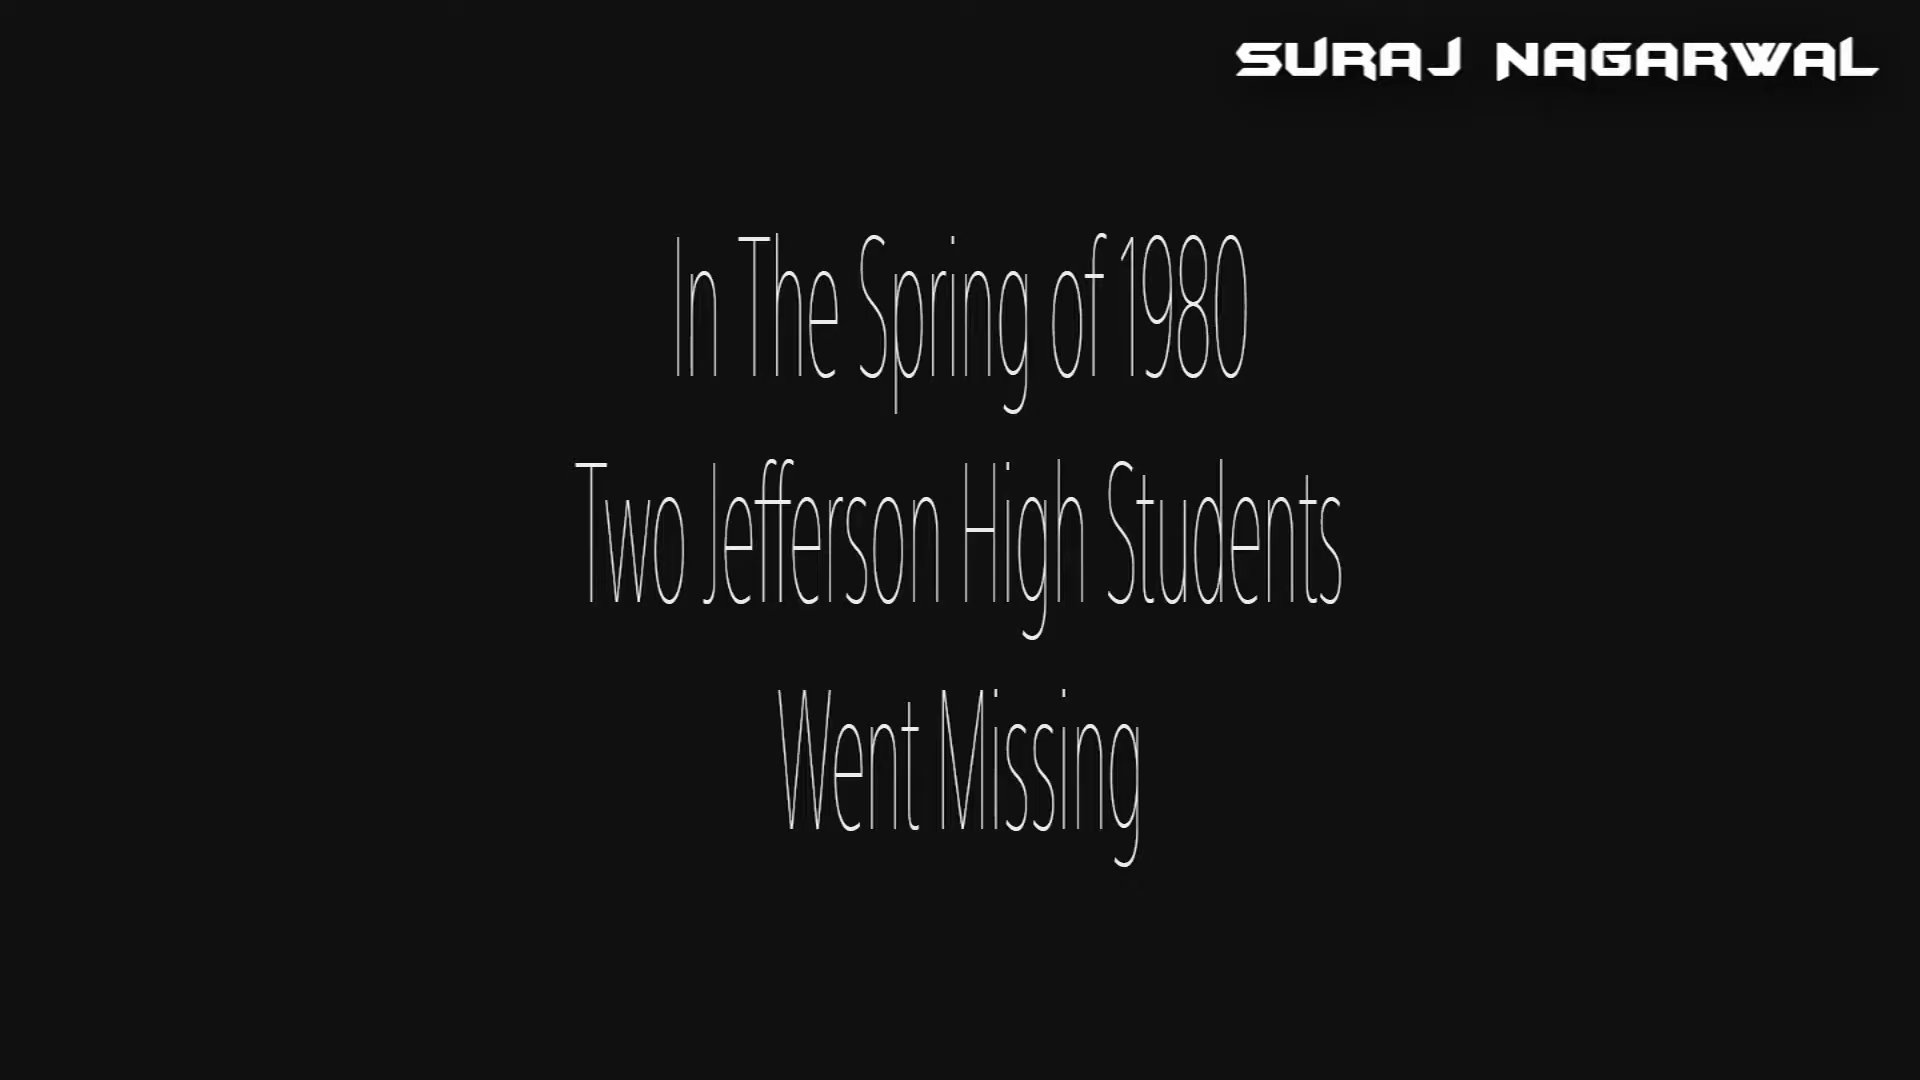 SURAJ NAGARWAL
In The Spring of 1980
Two Jefferson High Students
Went Missing